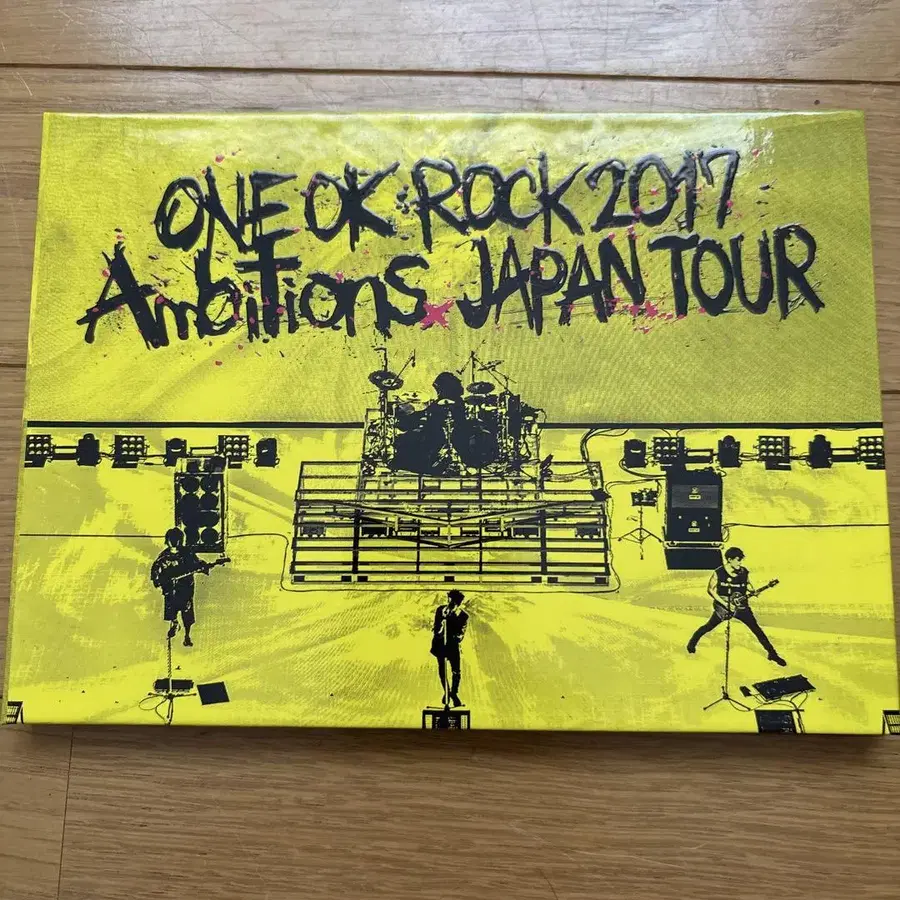 ONE OK ROCK 2017
Ambitions JAPAN TOUR